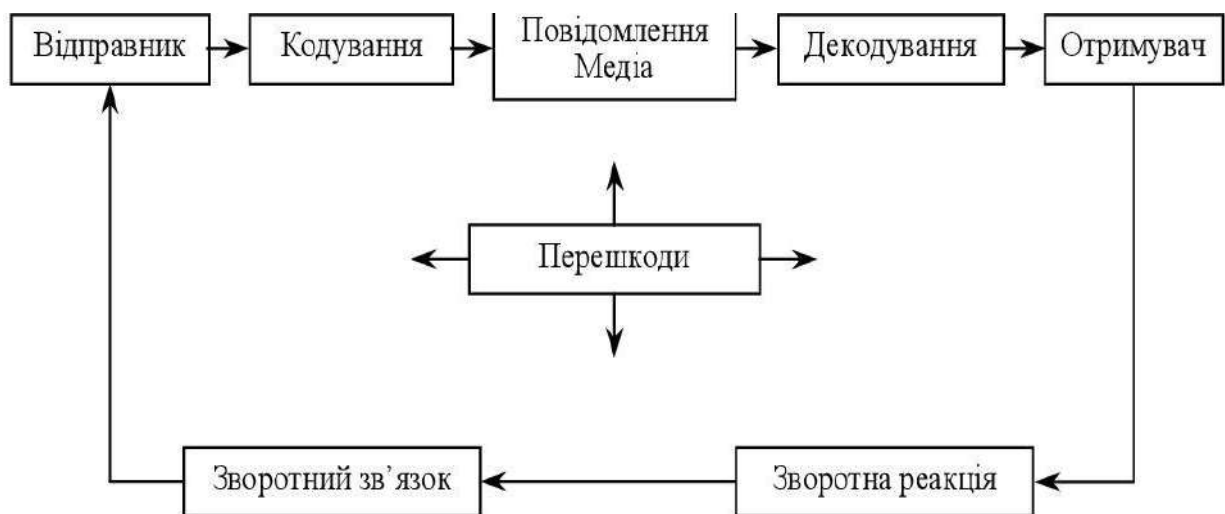 Відправник
Кодування
Повідомлення
Медіа
Декодування
Отримувач
Перешкоди
Зворотний зв’язок
Зворотна реакція